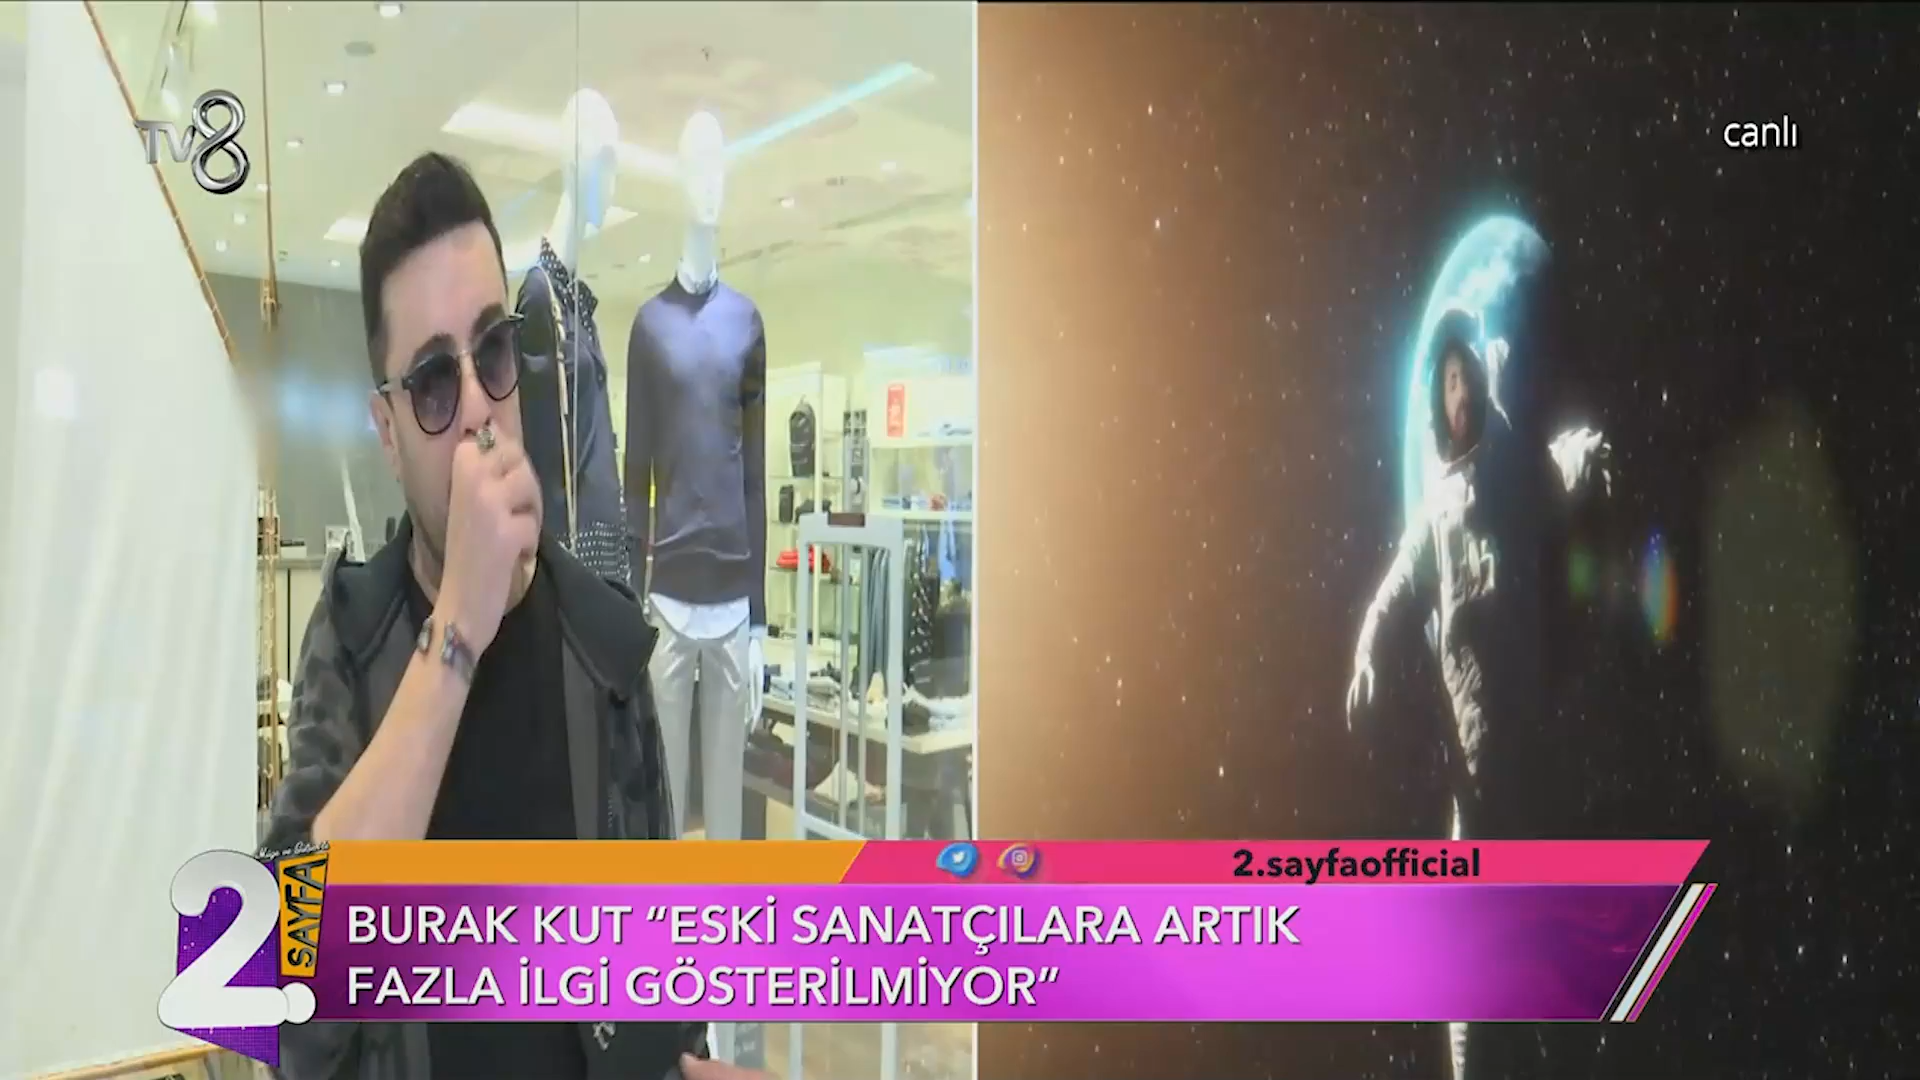 TV8
canlı
2.sayfaofficial
2. SAYFA
BURAK KUT “ESKİ SANATÇILARA ARTIK
FAZLA İLGİ GÖSTERİLMİYOR”